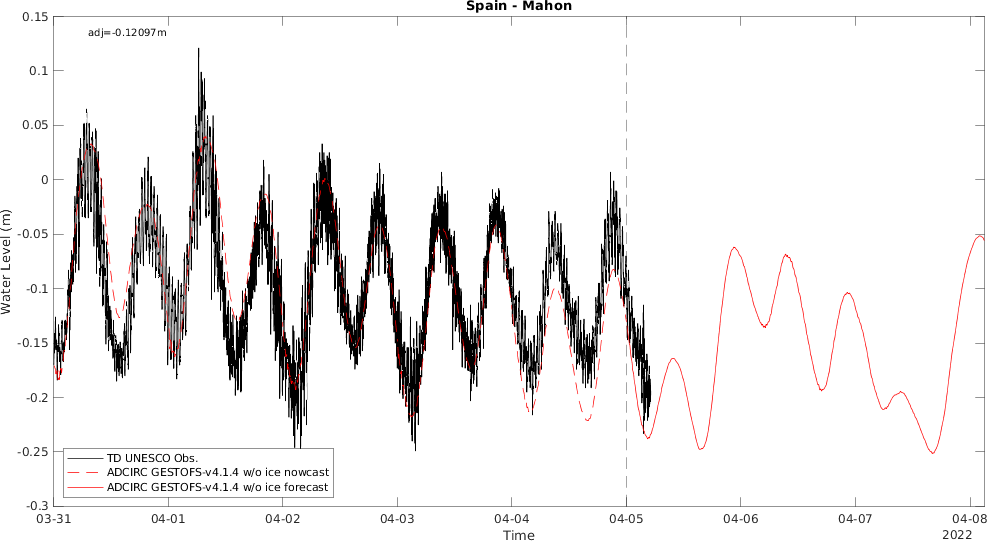 Spain - Mahon
adj=-0.12097m
0.15
0.1
0.05
0
-0.05
-0.1
-0.15
-0.2
-0.25
-0.3
Water Level (m)
TD UNESCO Obs.
ADCIRC GESTOFS-v4.1.4 w/o ice nowcast
ADCIRC GESTOFS-v4.1.4 w/o ice forecast
03-31 04-01 04-02 04-03 04-04 04-05 04-06 04-07 04-08
Time
2022